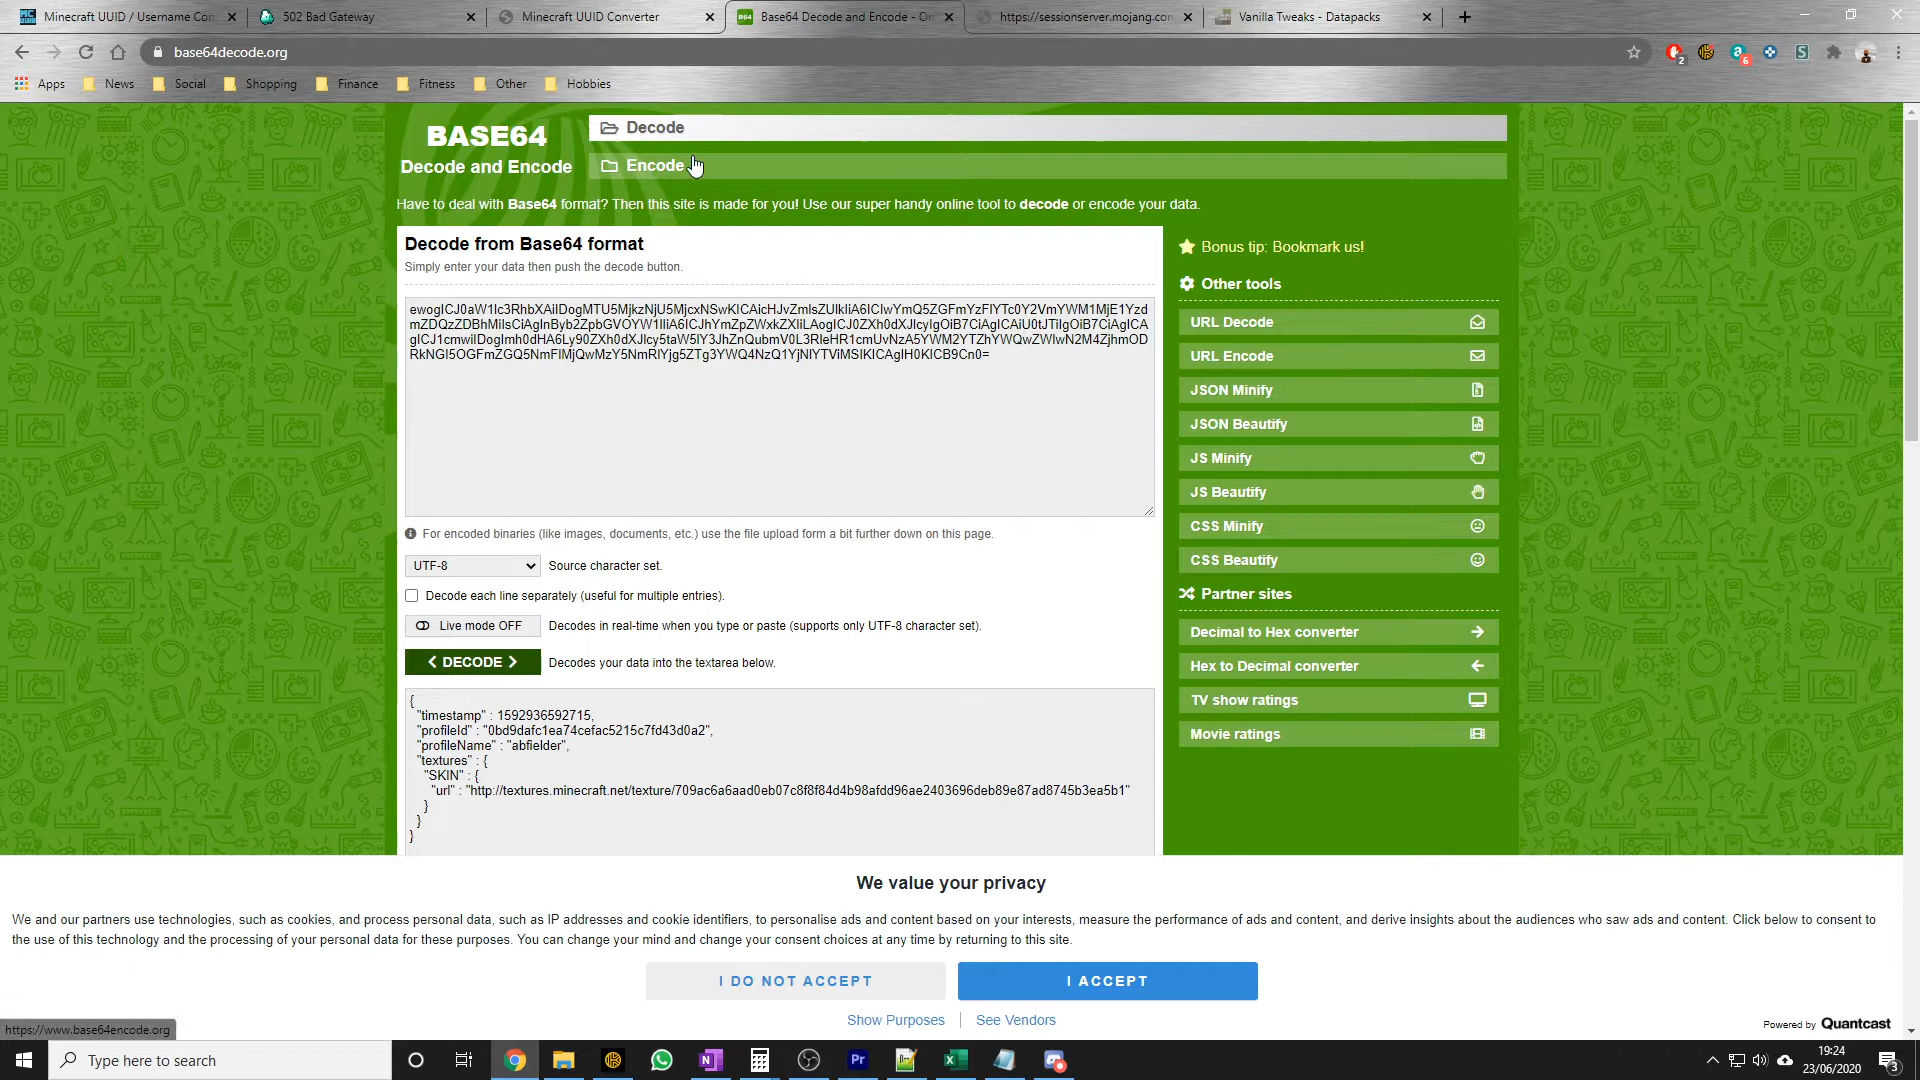 Minecraft UUID / Username Con
502 Bad Gateway
Minecraft UUID Converter
B64
Base64 Decode and Encode - On
https://sessionserver.mojang.com
Vanilla Tweaks - Datapacks
base64decode.org
2
6
Apps
News
Social
Shopping
Finance
Fitness
Other
Hobbies
BASE64
Decode and Encode
Decode
Encode
Have to deal with Base64 format? Then this site is made for you! Use our super handy online tool to decode or encode your data.
Decode from Base64 format
Simply enter your data then push the decode button.
For encoded binaries (like images, documents, etc.) use the file upload form a bit further down on this page.
UTF-8
Source character set.
Decode each line separately (useful for multiple entries).
Live mode OFF
Decodes in real-time when you type or paste (supports only UTF-8 character set).
< DECODE >
Decodes your data into the textarea below.
{
"timestamp" : 1592936592715,
"profileId" : "0bd9dafc1ea74cefac5215c7fd43d0a2",
"profileName" : "abfielder",
"textures" : {
"SKIN" : {
"url" : "http://textures.minecraft.net/texture/709ac6a6aad0eb07c8f8f84d4b98afdd96ae2403696deb89e87ad8745b3ea5b1"
}
}
}
Bonus tip: Bookmark us!
Other tools
URL Decode
URL Encode
JSON Minify
JSON Beautify
JS Minify
JS Beautify
CSS Minify
CSS Beautify
Partner sites
Decimal to Hex converter
Hex to Decimal converter
TV show ratings
Movie ratings
We value your privacy
We and our partners use technologies, such as cookies, and process personal data, such as IP addresses and cookie identifiers, to personalise ads and content based on your interests, measure the performance of ads and content, and derive insights about the audiences who saw ads and content. Click below to consent to
the use of this technology and the processing of your personal data for these purposes. You can change your mind and change your consent choices at any time by returning to this site.
I DO NOT ACCEPT
I ACCEPT
Show Purposes
See Vendors
Powered by Quantcast
https://www.base64encode.org
Type here to search
19:24
23/06/2020
3